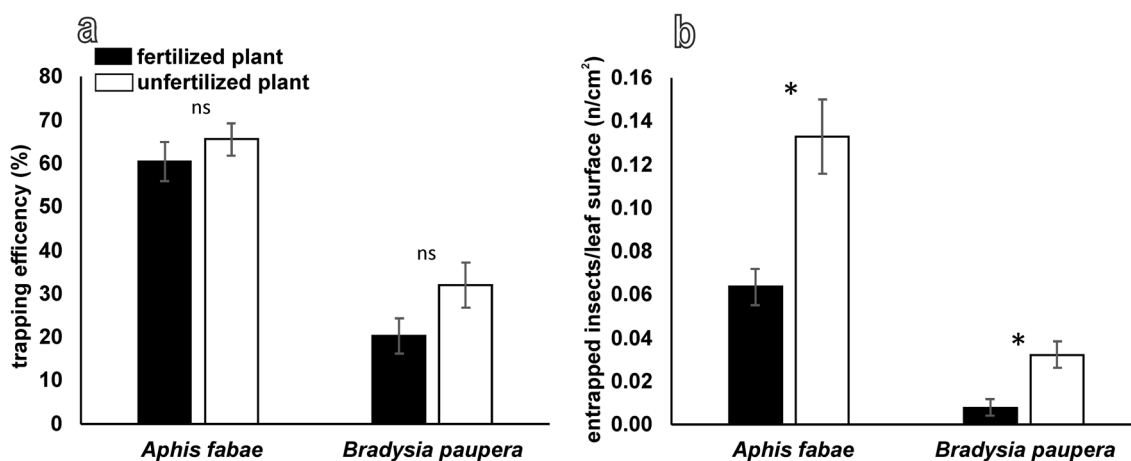 a
fertilized plant
unfertilized plant
trapping efficency (%)
80
70
60
50
40
30
20
10
0
ns
ns
Aphis fabae
Bradysia paupera
b
entrapped insects/leaf surface (n/cm²)
0.16
0.14
0.12
0.10
0.08
0.06
0.04
0.02
0.00
*
*
Aphis fabae
Bradysia paupera